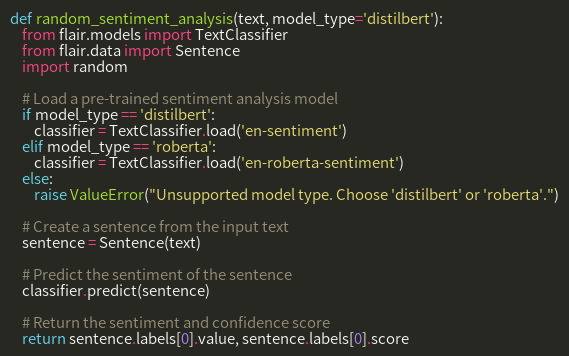 def random_sentiment_analysis(text, model_type='distilbert'):
    from flair.models import TextClassifier
    from flair.data import Sentence
    import random

    # Load a pre-trained sentiment analysis model
    if model_type == 'distilbert':
        classifier = TextClassifier.load('en-sentiment')
    elif model_type == 'roberta':
        classifier = TextClassifier.load('en-roberta-sentiment')
    else:
        raise ValueError("Unsupported model type. Choose 'distilbert' or 'roberta'.")

    # Create a sentence from the input text
    sentence = Sentence(text)

    # Predict the sentiment of the sentence
    classifier.predict(sentence)

    # Return the sentiment and confidence score
    return sentence.labels[0].value, sentence.labels[0].score